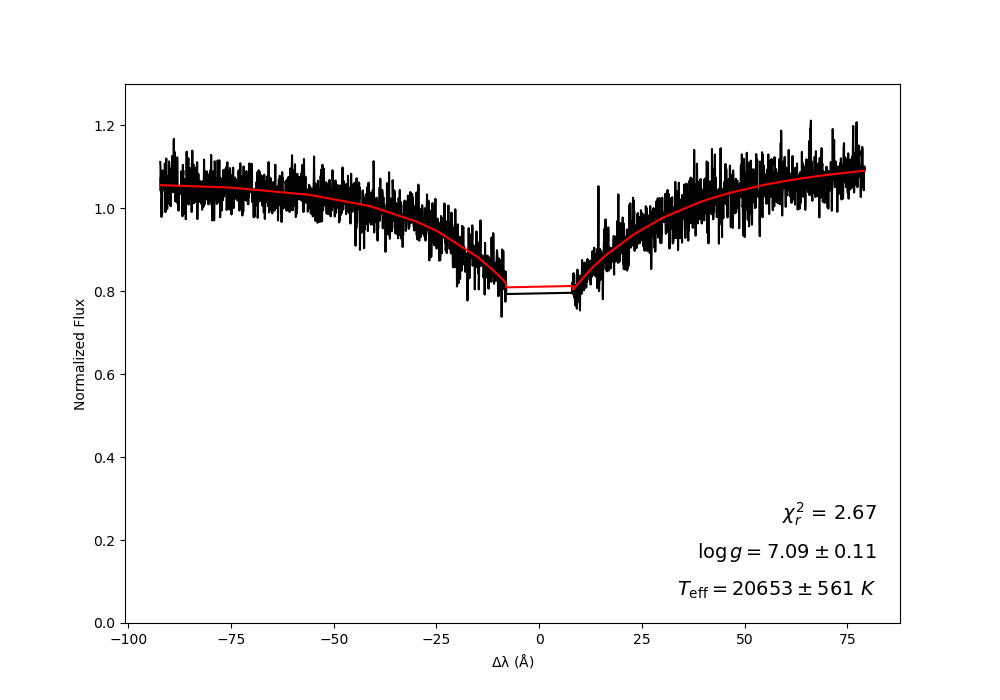 1.2
1.0
0.8
0.6
0.4
0.2
0.0
Normalized Flux
χ²ᵣ = 2.67
log g = 7.09 ± 0.11
T_eff = 20653 ± 561 K
−100 −75 −50 −25 0 25 50 75
Δλ (Å)